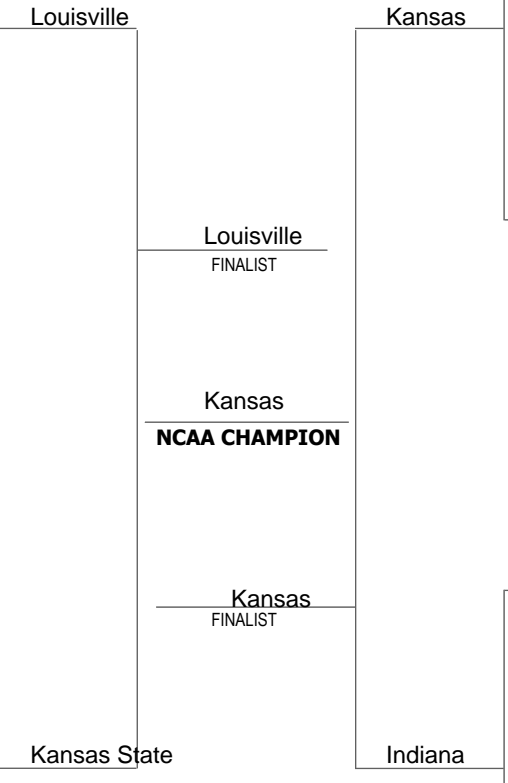 Louisville
Kansas
Louisville
FINALIST
Kansas
NCAA CHAMPION
Kansas
FINALIST
Kansas State
Indiana